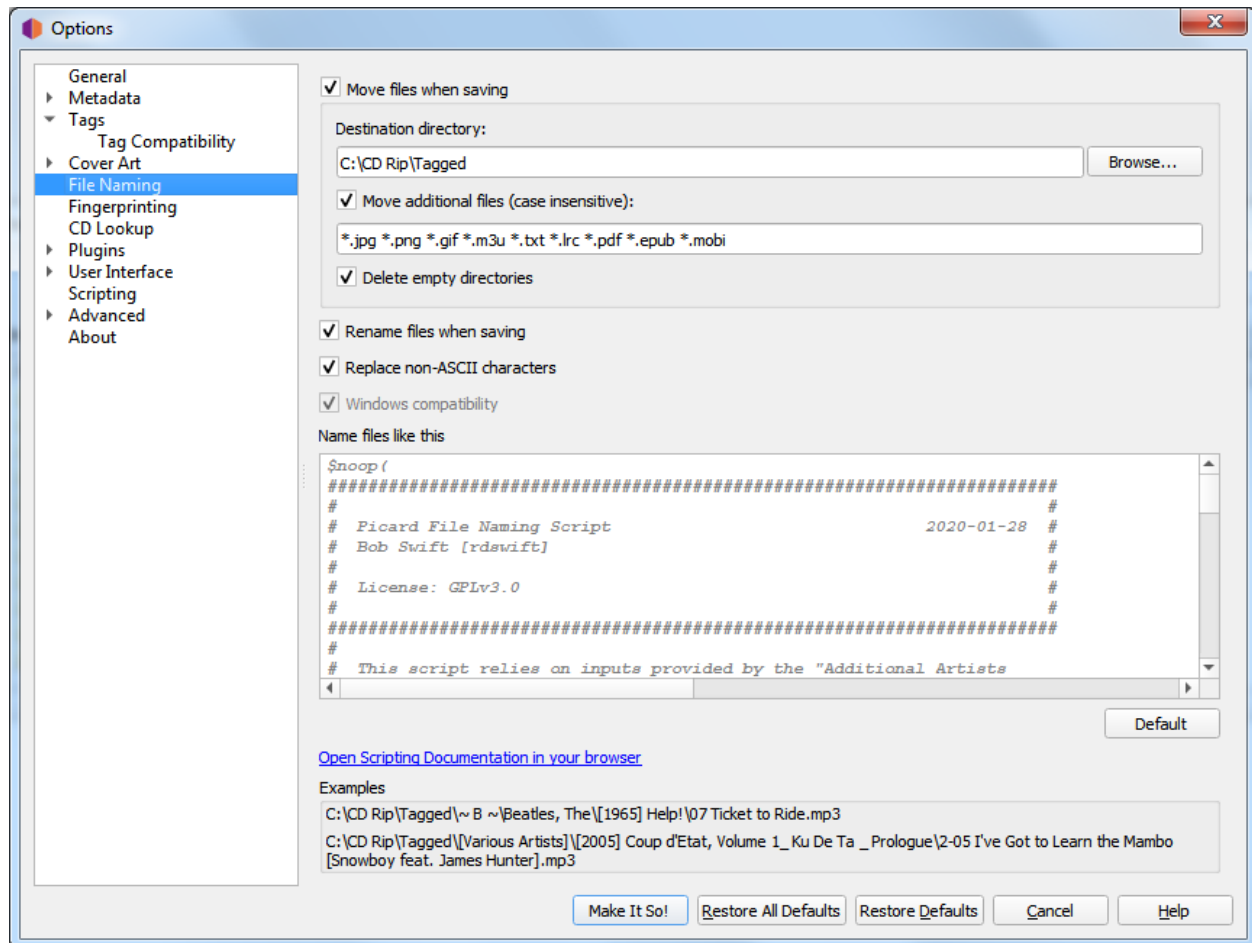 Options
General
Metadata
Tags
Tag Compatibility
Cover Art
File Naming
Fingerprinting
CD Lookup
Plugins
User Interface
Scripting
Advanced
About
Move files when saving
Destination directory:
C:\CD Rip\Tagged
Browse...
Move additional files (case insensitive):
*.jpg *.png *.gif *.m3u *.txt *.lrc *.pdf *.epub *.mobi
Delete empty directories
Rename files when saving
Replace non-ASCII characters
Windows compatibility
Name files like this
$noop(
########################################################################
#                                                                      #
#  Picard File Naming Script                               2020-01-28  #
#  Bob Swift [rdswift]                                                 #
#                                                                      #
#  License: GPLv3.0                                                    #
#                                                                      #
########################################################################
#
#  This script relies on inputs provided by the "Additional Artists
Default
Open Scripting Documentation in your browser
Examples
C:\CD Rip\Tagged\~ B ~\Beatles, The\[1965] Help!\07 Ticket to Ride.mp3
C:\CD Rip\Tagged\[Various Artists]\[2005] Coup d'Etat, Volume 1_ Ku De Ta _ Prologue\2-05 I've Got to Learn the Mambo
[Snowboy feat. James Hunter].mp3
Make It So!
Restore All Defaults
Restore Defaults
Cancel
Help